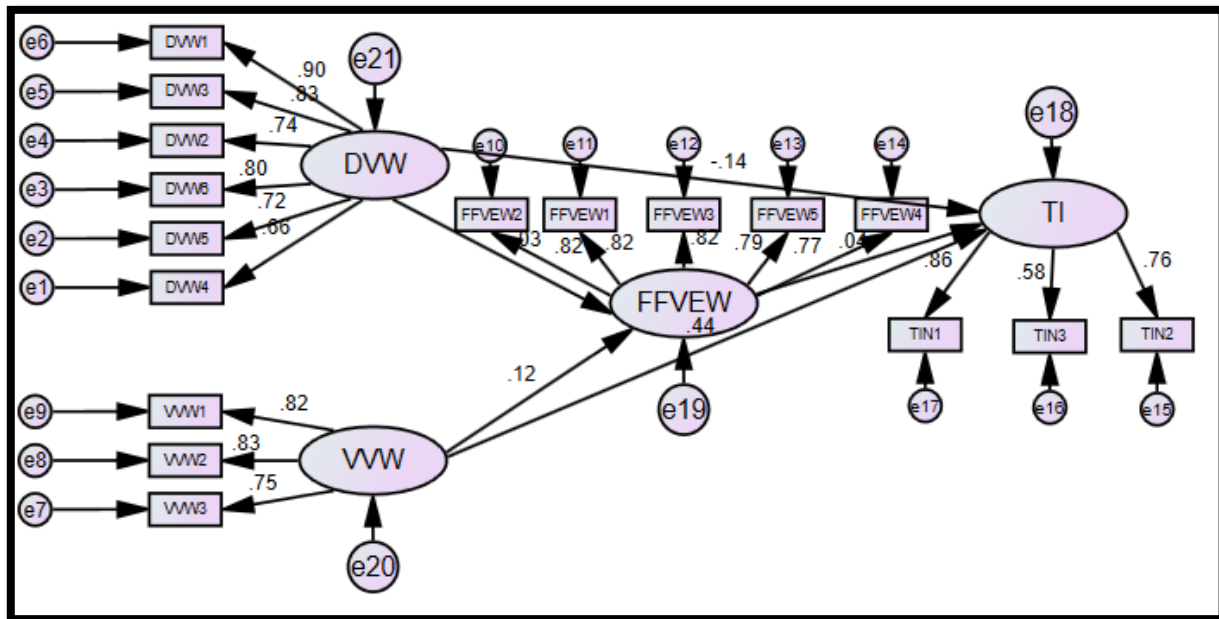 e6 DVW1
e5 DVW3
e4 DVW2
e3 DVW6
e2 DVW5
e1 DVW4
.90
.83
.74
.80
.72
.66
e21
DVW
-.14
.03
e10 e11 e12 e13 e14
FFVEW2 FFVEW1 FFVEW3 FFVEW5 FFVEW4
.82 .82 .82 .79 .77 .04
FFVEW
e19
.44
.12
e18
TI
.86 .58 .76
TIN1 TIN3 TIN2
e17 e16 e15
e9 VVW1
e8 VVW2
e7 VVW3
.82
.83
.75
VVW
e20